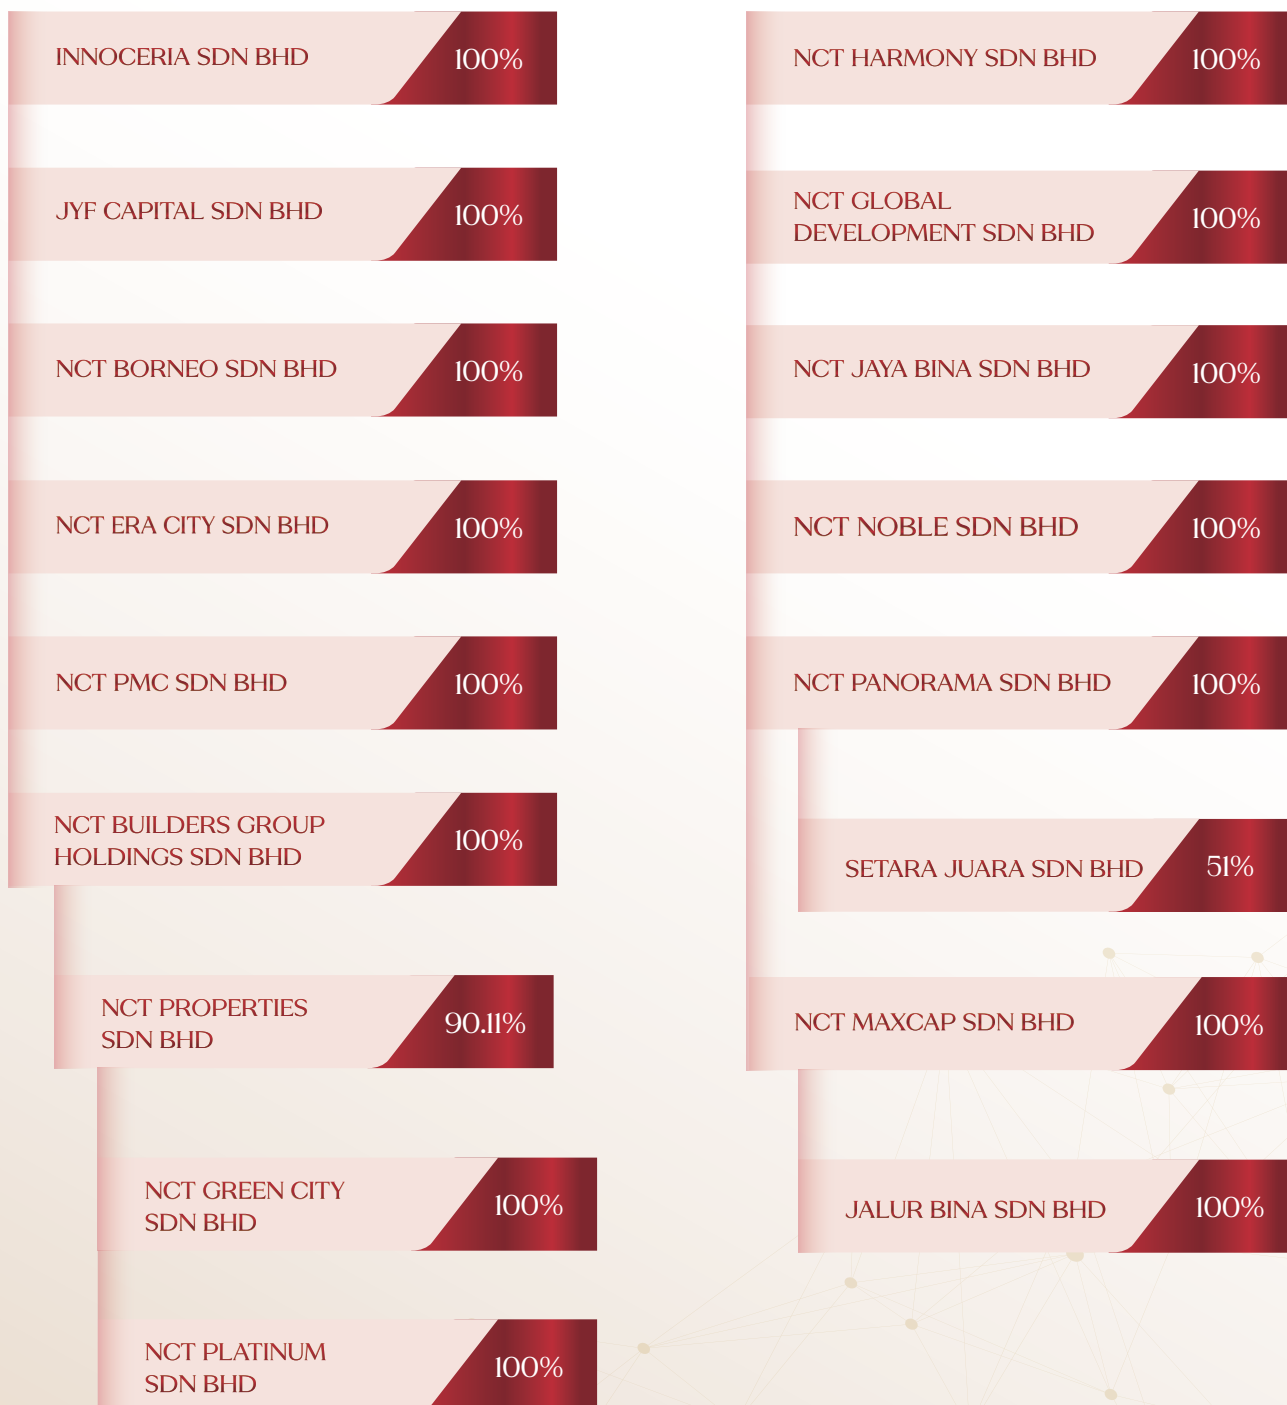 INNOCERIA SDN BHD
100%
JYF CAPITAL SDN BHD
100%
NCT BORNEO SDN BHD
100%
NCT ERA CITY SDN BHD
100%
NCT PMC SDN BHD
100%
NCT BUILDERS GROUP
HOLDINGS SDN BHD
100%
NCT PROPERTIES
SDN BHD
90.11%
NCT GREEN CITY
SDN BHD
100%
NCT PLATINUM
SDN BHD
100%
NCT HARMONY SDN BHD
100%
NCT GLOBAL
DEVELOPMENT SDN BHD
100%
NCT JAYA BINA SDN BHD
100%
NCT NOBLE SDN BHD
100%
NCT PANORAMA SDN BHD
100%
SETARA JUARA SDN BHD
51%
NCT MAXCAP SDN BHD
100%
JALUR BINA SDN BHD
100%